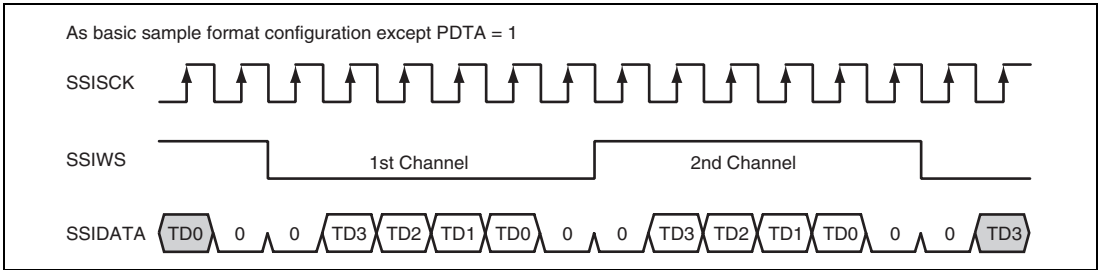 As basic sample format configuration except PDTA = 1
SSISCK
SSIWS 1st Channel 2nd Channel
SSIDATA TD0 0 0 TD3 TD2 TD1 TD0 0 0 TD3 TD2 TD1 TD0 0 0 TD3